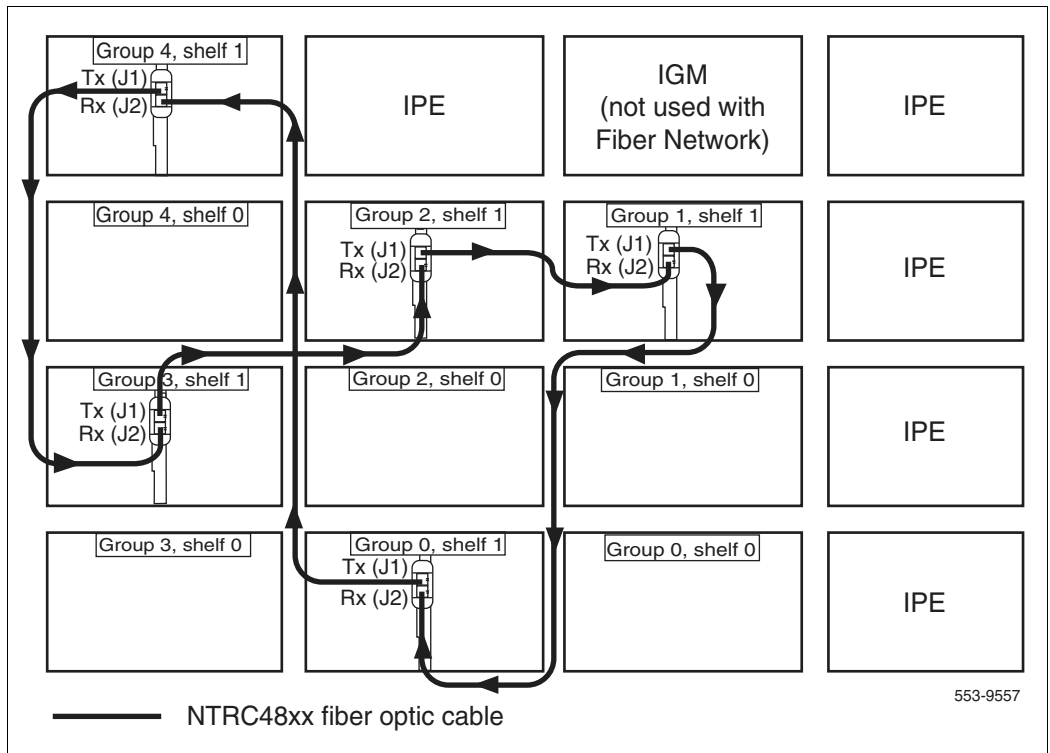 Group 4, shelf 1
Tx (J1)
Rx (J2)
IPE
IGM
(not used with
Fiber Network)
IPE
Group 4, shelf 0
Group 2, shelf 1
Tx (J1)
Rx (J2)
Group 1, shelf 1
Tx (J1)
Rx (J2)
IPE
Group 3, shelf 1
Tx (J1)
Rx (J2)
Group 2, shelf 0
Group 1, shelf 0
IPE
Group 3, shelf 0
Group 0, shelf 1
Tx (J1)
Rx (J2)
Group 0, shelf 0
IPE
553-9557
NTRC48xx fiber optic cable